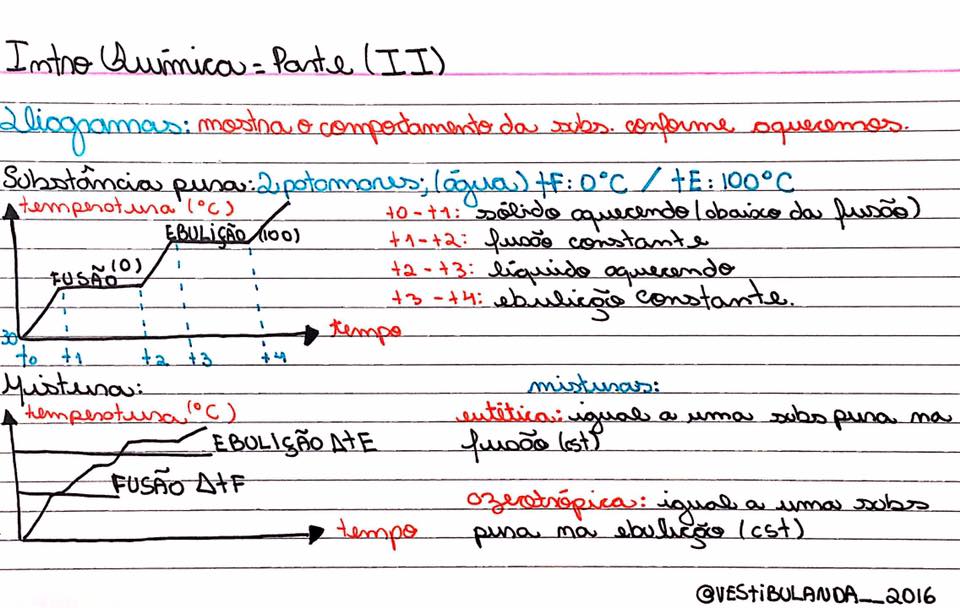 Intro Química = Parte (II)
Diagramas: mostra o comportamento da subs. conforme aquecemos.
Substância pura: 2 patamares; (água) tF: 0°C / tE: 100°C
temperatura (°C)
EBULIÇÃO (100)
FUSÃO (0)
tempo
30
t0 t1 t2 t3 t4
t0-t1: sólido aquecendo (abaixo da fusão)
t1-t2: fusão constante
t2-t3: líquido aquecendo
t3-t4: ebulição constante.
Mistura:
temperatura (°C)
EBULIÇÃO ΔtE
FUSÃO ΔtF
tempo
misturas:
eutética: igual a uma subs pura na
fusão (cst)
azeotrópica: igual a uma subs
pura na ebulição (cst)
@VESTiBULANDA__2016